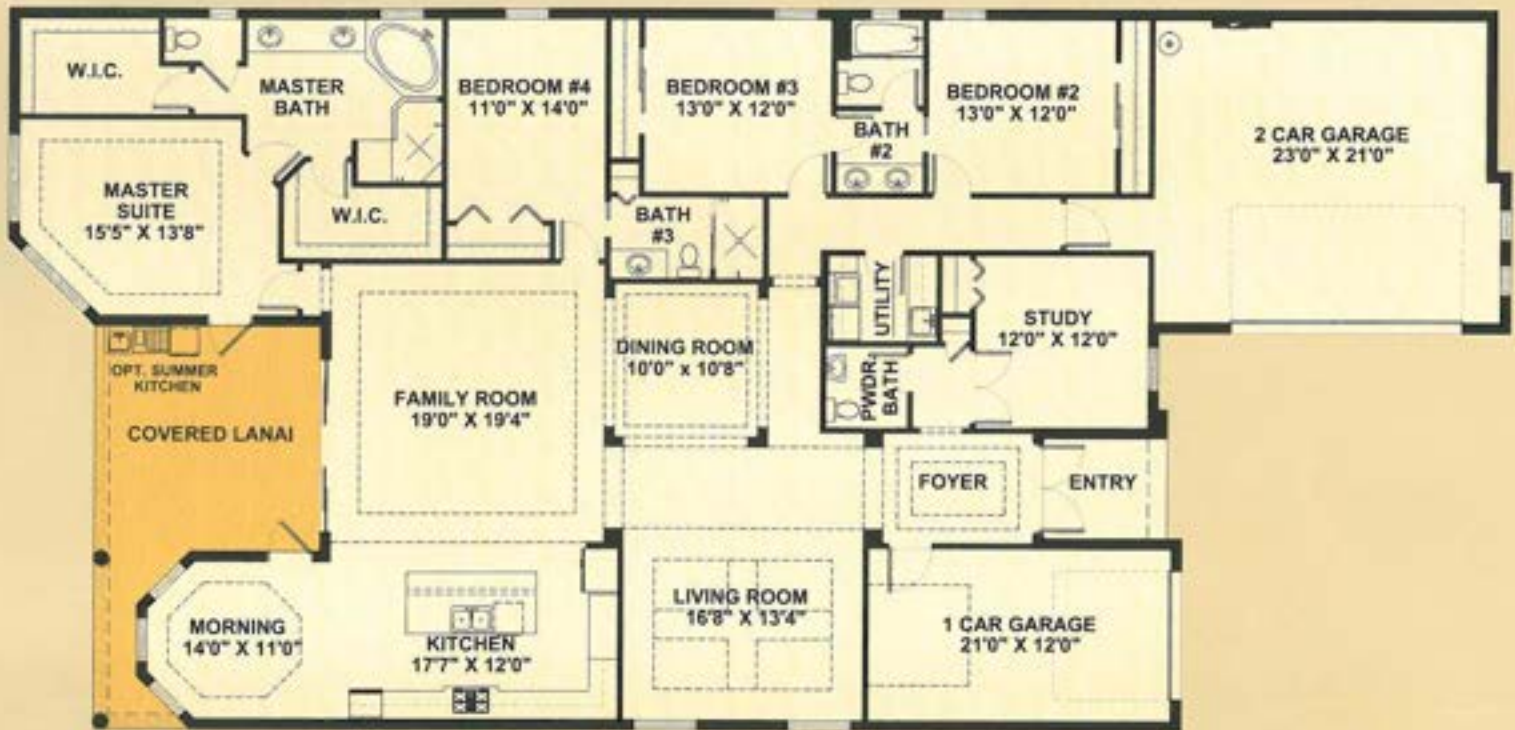 W.I.C.
MASTER
BATH
BEDROOM #4
11'0" X 14'0"
BEDROOM #3
13'0" X 12'0"
BATH
#2
BEDROOM #2
13'0" X 12'0"
2 CAR GARAGE
23'0" X 21'0"
MASTER
SUITE
15'5" X 13'8"
W.I.C.
BATH
#3
UTILITY
STUDY
12'0" X 12'0"
OPT. SUMMER
KITCHEN
COVERED LANAI
FAMILY ROOM
19'0" X 19'4"
DINING ROOM
10'0" x 10'8"
PWDR.
BATH
FOYER
ENTRY
MORNING
14'0" X 11'0"
KITCHEN
17'7" X 12'0"
LIVING ROOM
16'8" X 13'4"
1 CAR GARAGE
21'0" X 12'0"